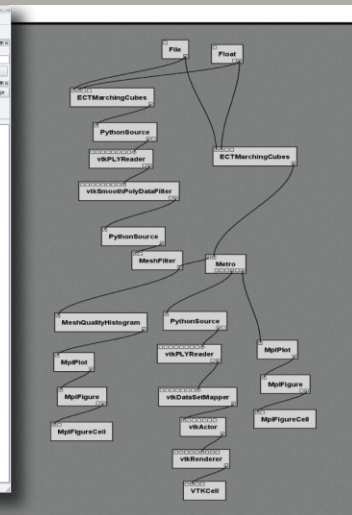 File
Float
ECTMarchingCubes
PythonSource
vtkPLYReader
ECTMarchingCubes
vtkSmoothPolyDataFilter
PythonSource
MeshFilter
Metro
MeshQualityHistogram
PythonSource
MplPlot
vtkPLYReader
MplPlot
MplFigure
vtkDataSetMapper
MplFigure
MplFigureCell
vtkActor
MplFigureCell
vtkRenderer
VTKCell